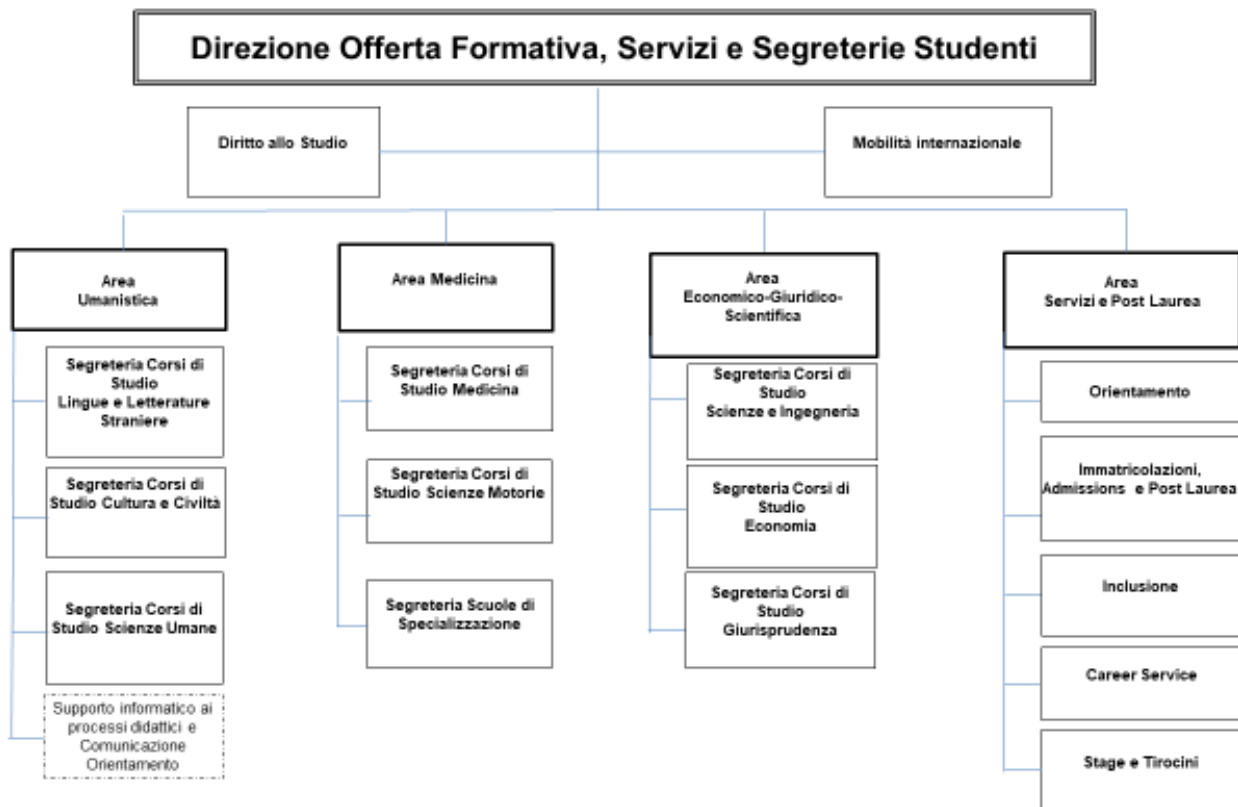 Direzione Offerta Formativa, Servizi e Segreterie Studenti
Diritto allo Studio
Mobilità internazionale
Area
Umanistica
Segreteria Corsi di
Studio
Lingue e Letterature
Straniere
Segreteria Corsi di
Studio Cultura e Civiltà
Segreteria Corsi di
Studio Scienze Umane
Supporto informatico ai
processi didattici e
Comunicazione
Orientamento
Area Medicina
Segreteria Corsi di
Studio Medicina
Segreteria Corsi di
Studio Scienze Motorie
Segreteria Scuole di
Specializzazione
Area
Economico-Giuridico-
Scientifica
Segreteria Corsi di
Studio
Scienze e Ingegneria
Segreteria Corsi di
Studio
Economia
Segreteria Corsi di
Studio
Giurisprudenza
Area
Servizi e Post Laurea
Orientamento
Immatricolazioni,
Admissions e Post Laurea
Inclusione
Career Service
Stage e Tirocini